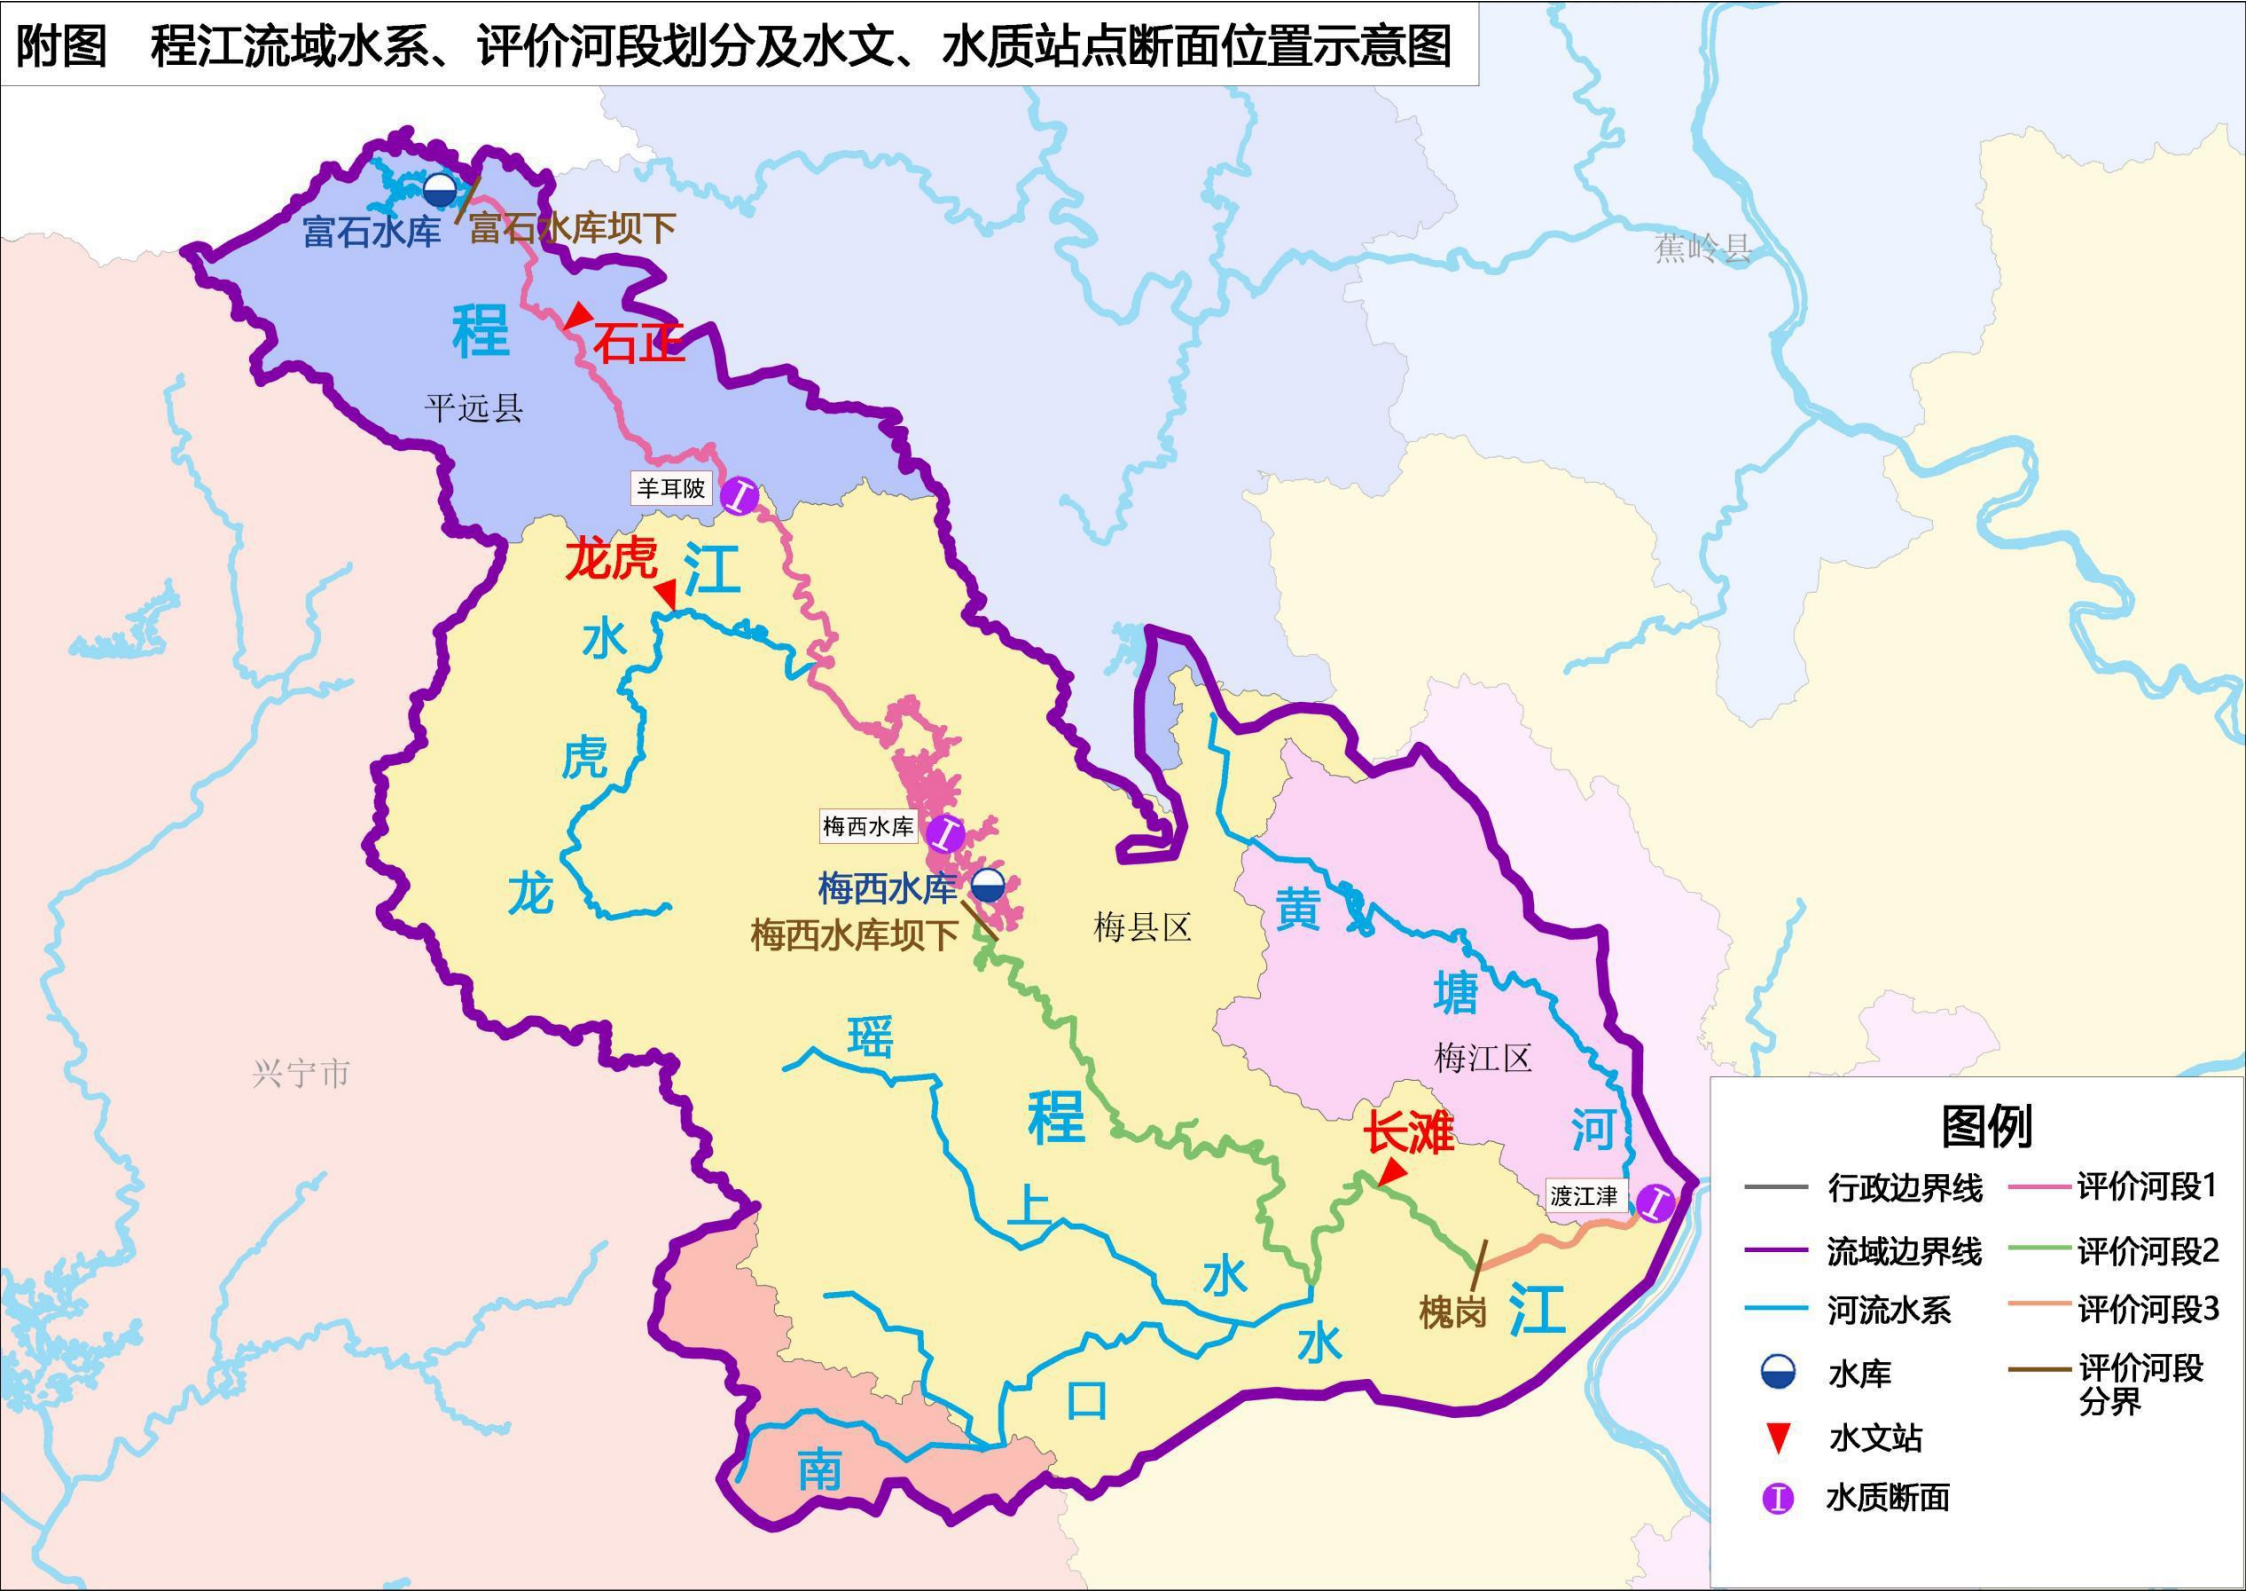 附图 程江流域水系、评价河段划分及水文、水质站点断面位置示意图
富石水库
富石水库坝下
蕉岭县
程
石正
平远县
羊耳陂
龙虎
江
水
虎
梅西水库
梅西水库
龙
梅西水库坝下
梅县区
黄
塘
瑶
兴宁市
梅江区
程
长滩
河
渡江津
上
水
槐岗
江
水
口
南
图例
行政边界线
评价河段1
流域边界线
评价河段2
河流水系
评价河段3
水库
评价河段
分界
水文站
水质断面